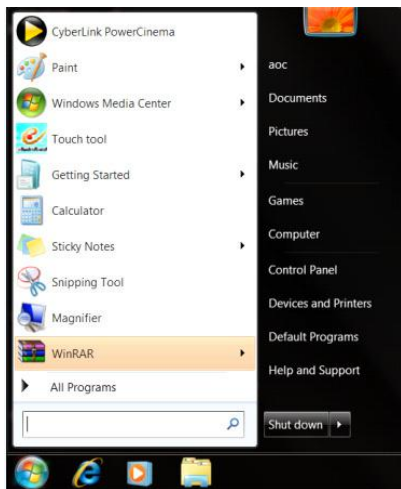 CyberLink PowerCinema
Paint
Windows Media Center
Touch tool
Getting Started
Calculator
Sticky Notes
Snipping Tool
Magnifier
WinRAR
All Programs
aoc
Documents
Pictures
Music
Games
Computer
Control Panel
Devices and Printers
Default Programs
Help and Support
Shut down